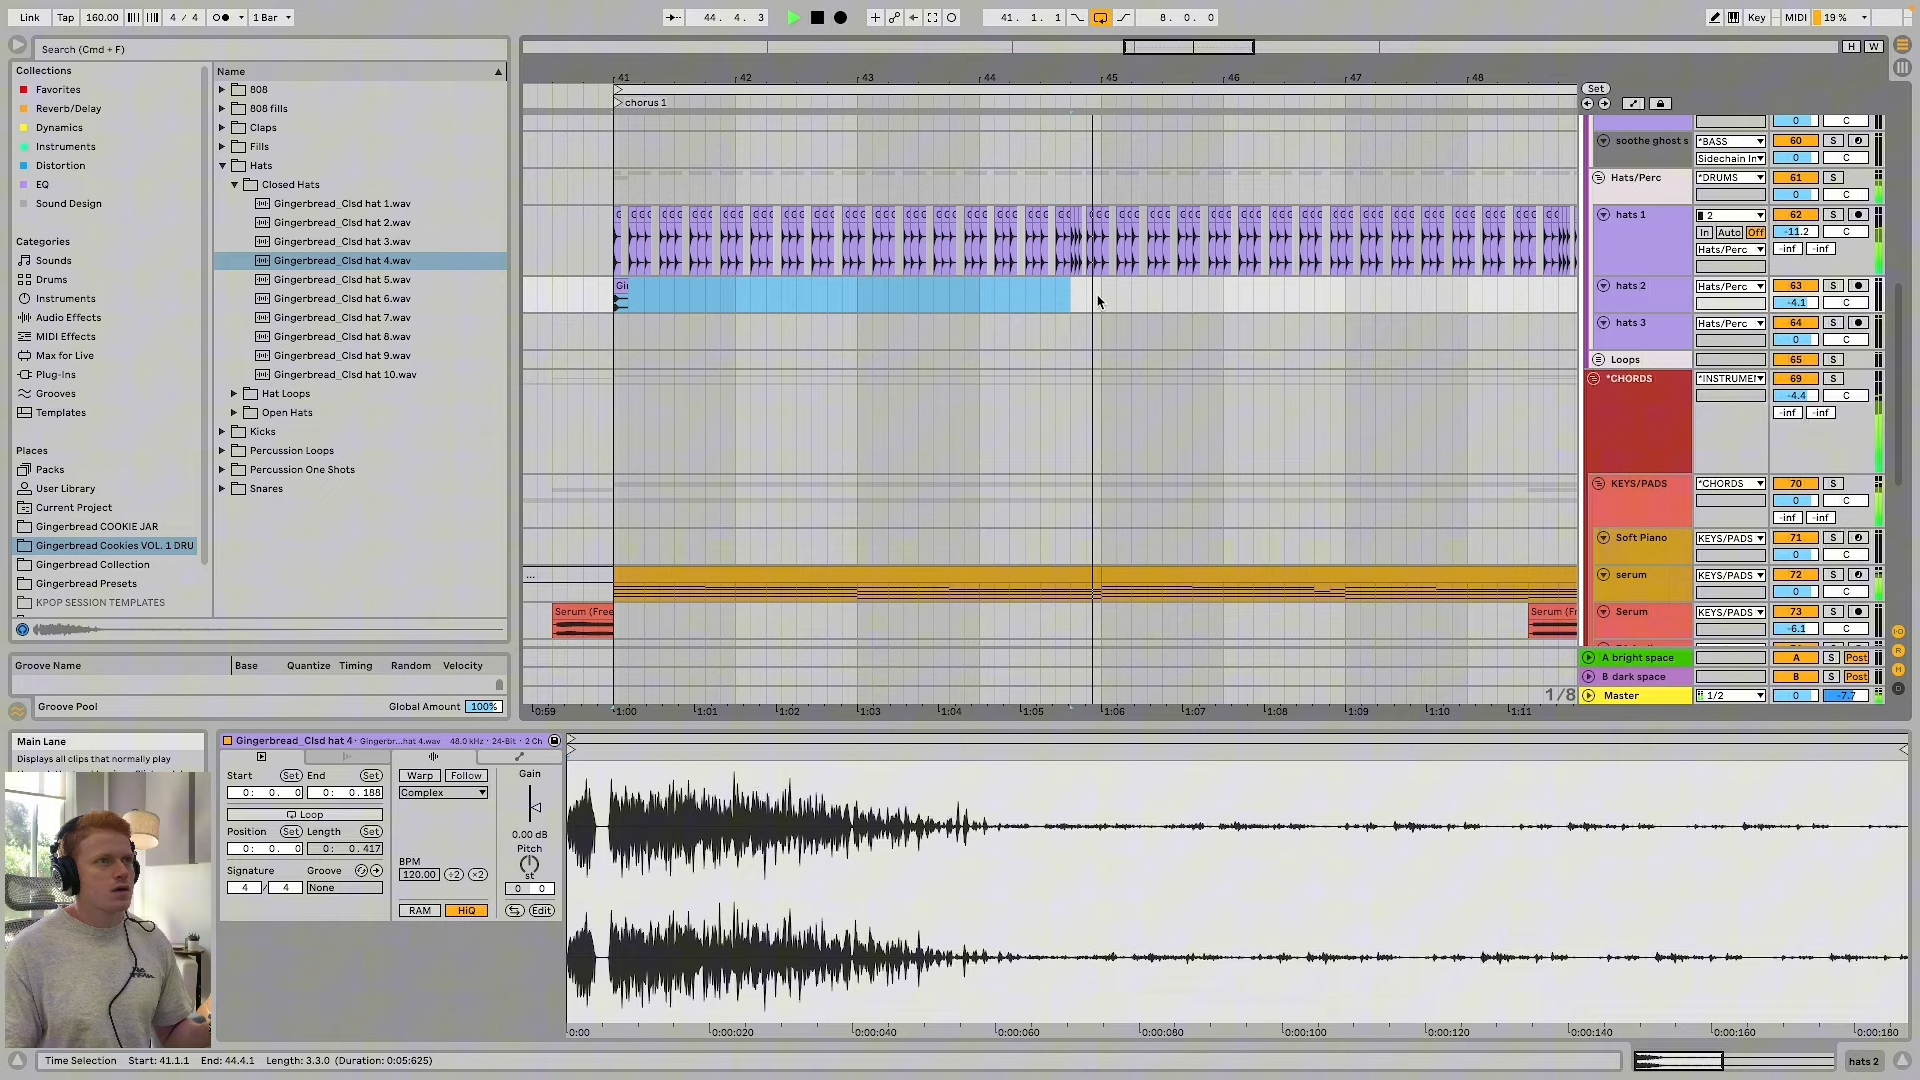 Link Tap 160.00 4 / 4 1 Bar 44. 4. 3 41. 1. 1 8. 0. 0 Key MIDI 19 %
Search (Cmd + F)
H W
Collections
Favorites
Reverb/Delay
Dynamics
Instruments
Distortion
EQ
Sound Design
Categories
Sounds
Drums
Instruments
Audio Effects
MIDI Effects
Max for Live
Plug-Ins
Grooves
Templates
Places
Packs
User Library
Current Project
Gingerbread COOKIE JAR
Gingerbread Cookies VOL. 1 DRU
Gingerbread Collection
Gingerbread Presets
KPOP SESSION TEMPLATES
Name
808
808 fills
Claps
Fills
Hats
Closed Hats
Gingerbread_Clsd hat 1.wav
Gingerbread_Clsd hat 2.wav
Gingerbread_Clsd hat 3.wav
Gingerbread_Clsd hat 4.wav
Gingerbread_Clsd hat 5.wav
Gingerbread_Clsd hat 6.wav
Gingerbread_Clsd hat 7.wav
Gingerbread_Clsd hat 8.wav
Gingerbread_Clsd hat 9.wav
Gingerbread_Clsd hat 10.wav
Hat Loops
Open Hats
Kicks
Percussion Loops
Percussion One Shots
Snares
Groove Name Base Quantize Timing Random Velocity
Groove Pool Global Amount 100%
41 42 43 44 45 46 47 48
chorus 1
Set
0 C
soothe ghost s *BASS 60 S
Sidechain In 0 C
Hats/Perc *DRUMS 61 S
0 C
hats 1 2 62 S
In Auto Off -11.2 C
Hats/Perc -inf -inf
hats 2 Hats/Perc 63 S
-4.1 C
hats 3 Hats/Perc 64 S
0 C
Loops 65 S
*CHORDS *INSTRUMEN 69 S
-4.4 C
-inf -inf
KEYS/PADS *CHORDS 70 S
0 C
-inf -inf
Soft Piano KEYS/PADS 71 S
0 C
serum KEYS/PADS 72 S
0 C
Serum (Free Serum (Fr Serum KEYS/PADS 73 S
-6.1 C
A bright space A S Post
B dark space B S Post
1/8 Master 1/2 0 -7.7
0:59 1:00 1:01 1:02 1:03 1:04 1:05 1:06 1:07 1:08 1:09 1:10 1:11
Main Lane
Displays all clips that normally play
Gingerbread_Clsd hat 4 Gingerbr...hat 4.wav 48.0 kHz 24-Bit 2 Ch
Start Set End Set
0: 0. 0 0: 0.188
Loop
Position Set Length Set
0: 0. 0 0: 0.417
Signature Groove
4 / 4 None
Warp Follow
Complex
BPM
120.00 ÷2 ×2
RAM HiQ
Gain
0.00 dB
Pitch
st
0 0
Edit
0:00 0:00:020 0:00:040 0:00:060 0:00:080 0:00:100 0:00:120 0:00:140 0:00:160 0:00:180
Time Selection Start: 41.1.1 End: 44.4.1 Length: 3.3.0 (Duration: 0:05:625)
hats 2